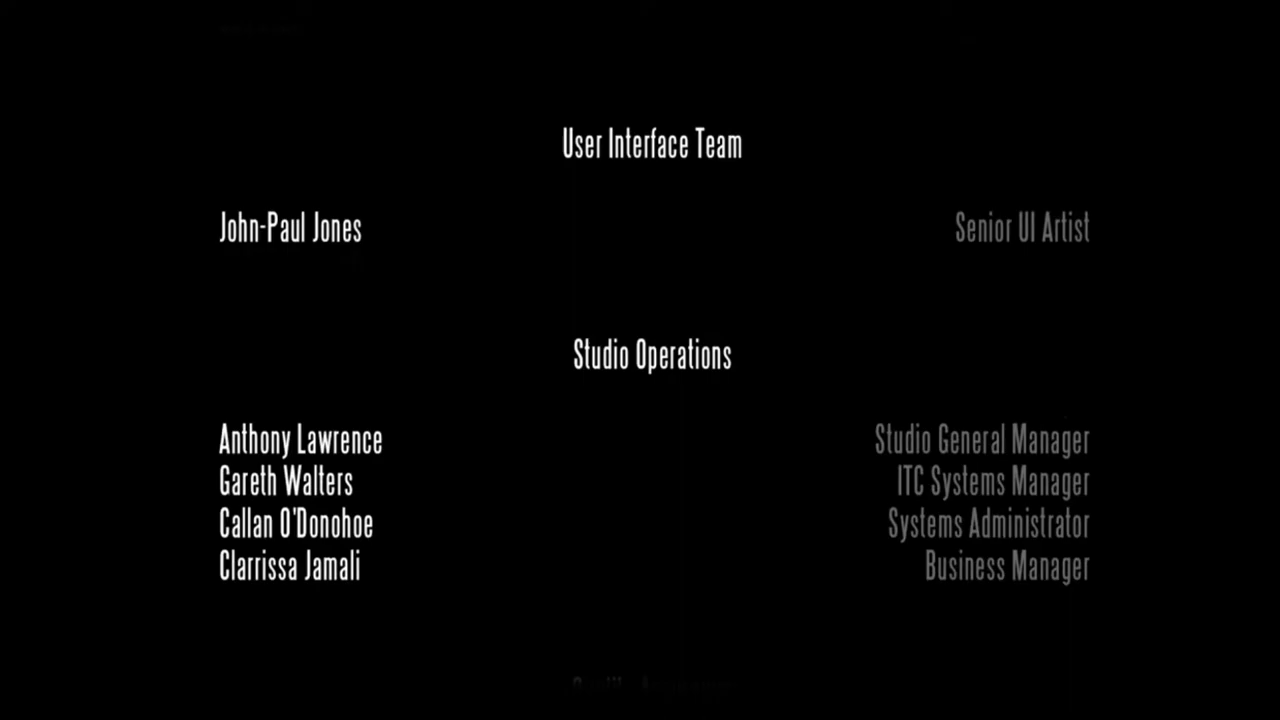 User Interface Team
John-Paul Jones Senior UI Artist
Studio Operations
Anthony Lawrence Studio General Manager
Gareth Walters ITC Systems Manager
Callan O'Donohoe Systems Administrator
Clarrissa Jamali Business Manager